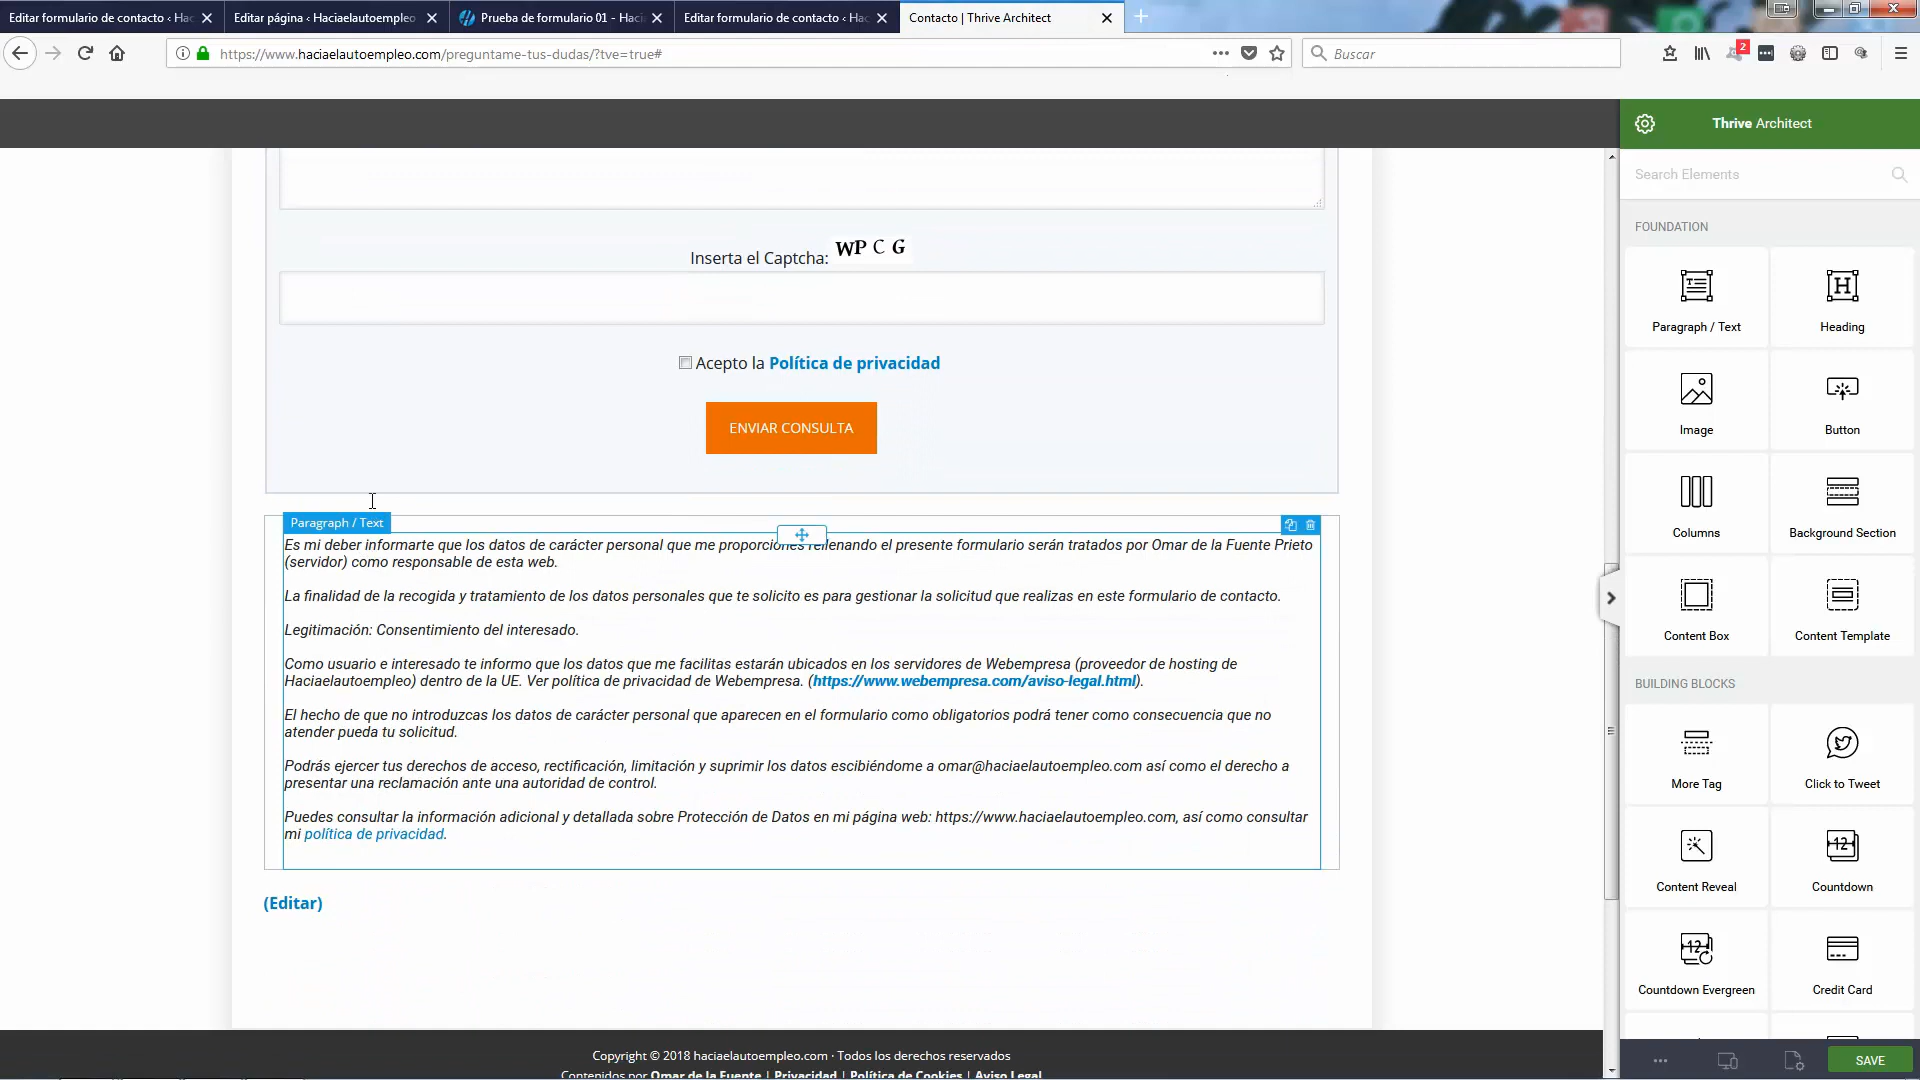 Editar formulario de contacto ‹ Hac
Editar página ‹ Haciaelautoempleo
Prueba de formulario 01 - Haci
Editar formulario de contacto ‹ Hac
Contacto | Thrive Architect
https://www.haciaelautoempleo.com/preguntame-tus-dudas/?tve=true#
Buscar
2
Thrive Architect
Search Elements
FOUNDATION
Paragraph / Text
Heading
Image
Button
Columns
Background Section
Content Box
Content Template
BUILDING BLOCKS
More Tag
Click to Tweet
Content Reveal
Countdown
Countdown Evergreen
Credit Card
SAVE
Inserta el Captcha: WP C G
Acepto la Política de privacidad
ENVIAR CONSULTA
Paragraph / Text
Es mi deber informarte que los datos de carácter personal que me proporciones rellenando el presente formulario serán tratados por Omar de la Fuente Prieto
(servidor) como responsable de esta web.
La finalidad de la recogida y tratamiento de los datos personales que te solicito es para gestionar la solicitud que realizas en este formulario de contacto.
Legitimación: Consentimiento del interesado.
Como usuario e interesado te informo que los datos que me facilitas estarán ubicados en los servidores de Webempresa (proveedor de hosting de
Haciaelautoempleo) dentro de la UE. Ver política de privacidad de Webempresa. (https://www.webempresa.com/aviso-legal.html).
El hecho de que no introduzcas los datos de carácter personal que aparecen en el formulario como obligatorios podrá tener como consecuencia que no
atender pueda tu solicitud.
Podrás ejercer tus derechos de acceso, rectificación, limitación y suprimir los datos escibiéndome a omar@haciaelautoempleo.com así como el derecho a
presentar una reclamación ante una autoridad de control.
Puedes consultar la información adicional y detallada sobre Protección de Datos en mi página web: https://www.haciaelautoempleo.com, así como consultar
mi política de privacidad.
(Editar)
Copyright © 2018 haciaelautoempleo.com · Todos los derechos reservados
Contenidos por Omar de la Fuente | Privacidad | Política de Cookies | Aviso Legal